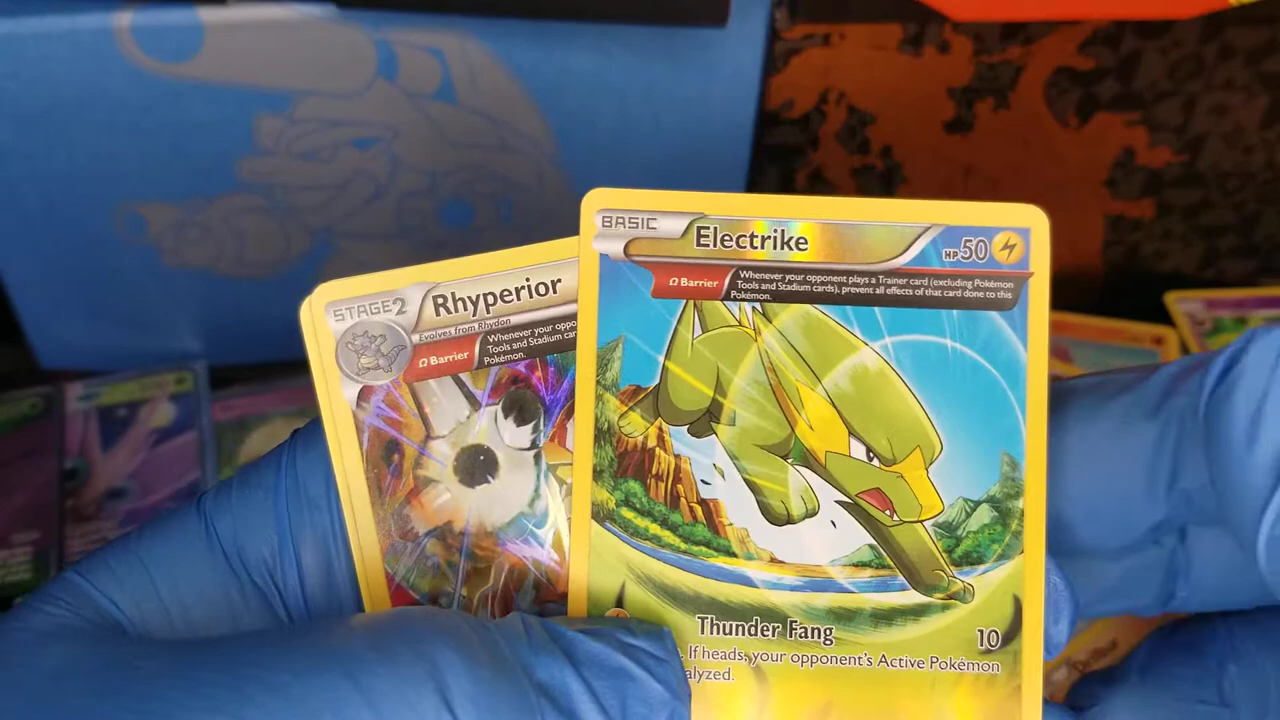 STAGE2
Rhyperior
Evolves from Rhydon
Ω Barrier
Whenever your oppo
Tools and Stadium car
Pokémon.
BASIC
Electrike
HP50
Ω Barrier
Whenever your opponent plays a Trainer card (excluding Pokémon
Tools and Stadium cards), prevent all effects of that card done to this
Pokémon.
Thunder Fang
10
. If heads, your opponent's Active Pokémon
alyzed.